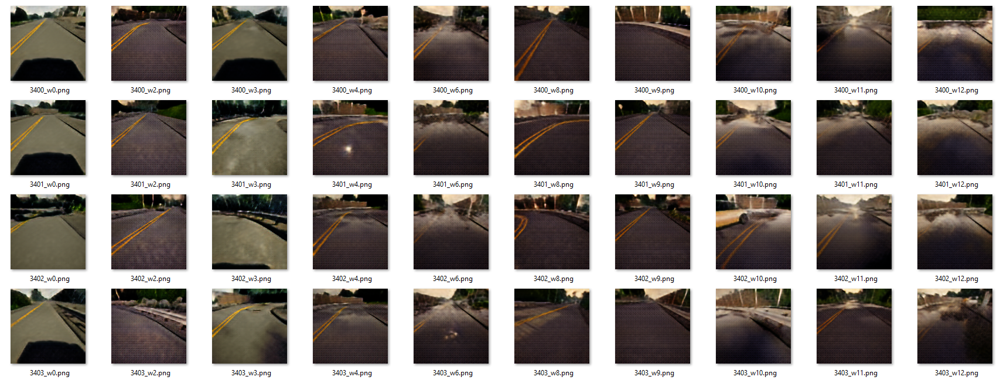 3400_w0.png 3400_w2.png 3400_w3.png 3400_w4.png 3400_w6.png 3400_w8.png 3400_w9.png 3400_w10.png 3400_w11.png 3400_w12.png
3401_w0.png 3401_w2.png 3401_w3.png 3401_w4.png 3401_w6.png 3401_w8.png 3401_w9.png 3401_w10.png 3401_w11.png 3401_w12.png
3402_w0.png 3402_w2.png 3402_w3.png 3402_w4.png 3402_w6.png 3402_w8.png 3402_w9.png 3402_w10.png 3402_w11.png 3402_w12.png
3403_w0.png 3403_w2.png 3403_w3.png 3403_w4.png 3403_w6.png 3403_w8.png 3403_w9.png 3403_w10.png 3403_w11.png 3403_w12.png